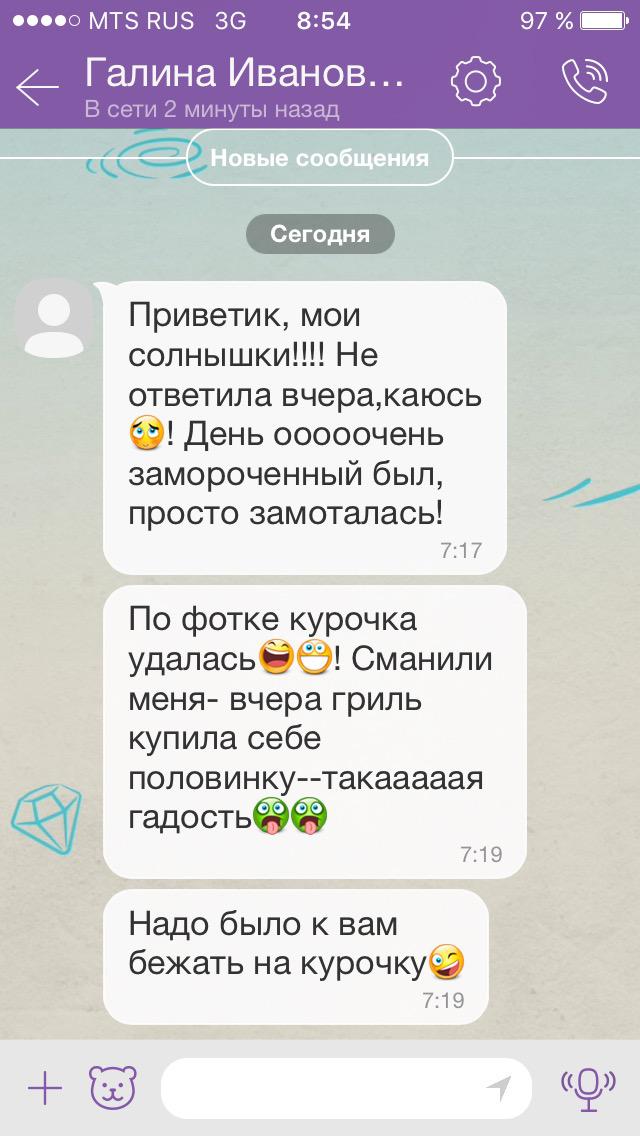 MTS RUS 3G 8:54 97 %
Галина Иванов...
В сети 2 минуты назад
Новые сообщения
Сегодня
Приветик, мои
солнышки!!!! Не
ответила вчера,каюсь
! День ооооочень
замороченный был,
просто замоталась!
7:17
По фотке курочка
удалась! Сманили
меня- вчера гриль
купила себе
половинку--такааааая
гадость
7:19
Надо было к вам
бежать на курочку
7:19